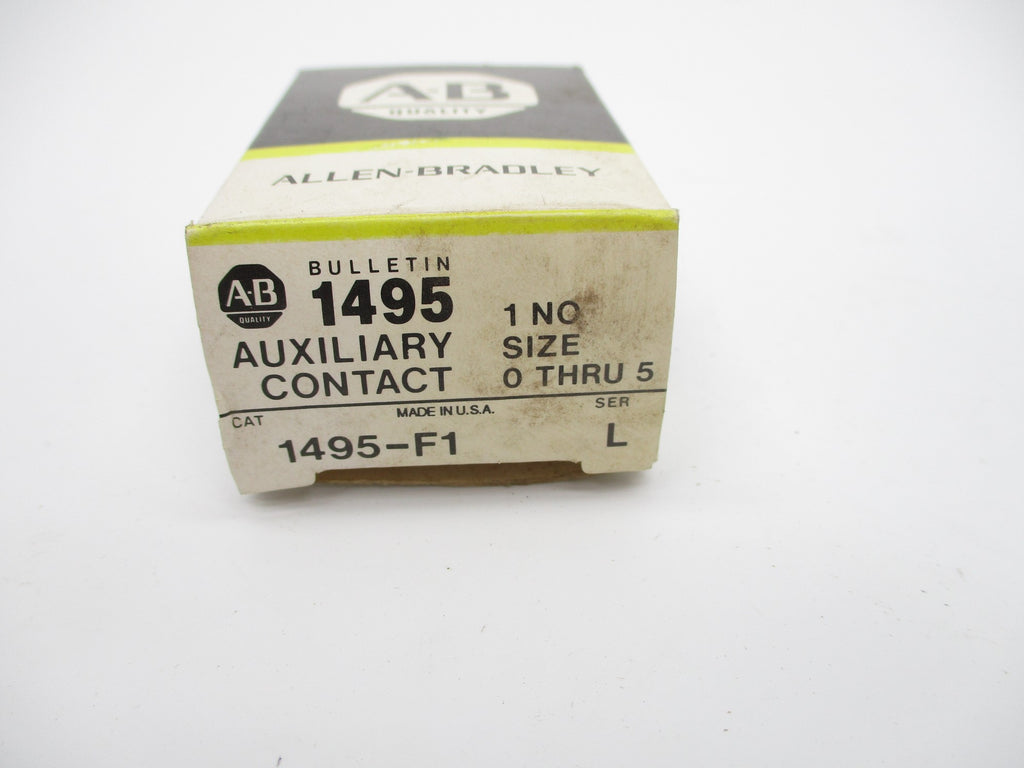 A-B
QUALITY
ALLEN-BRADLEY
A-B
QUALITY
BULLETIN
1495
AUXILIARY
CONTACT
1 NO
SIZE
0 THRU 5
CAT
MADE IN U.S.A.
SER
1495-F1
L